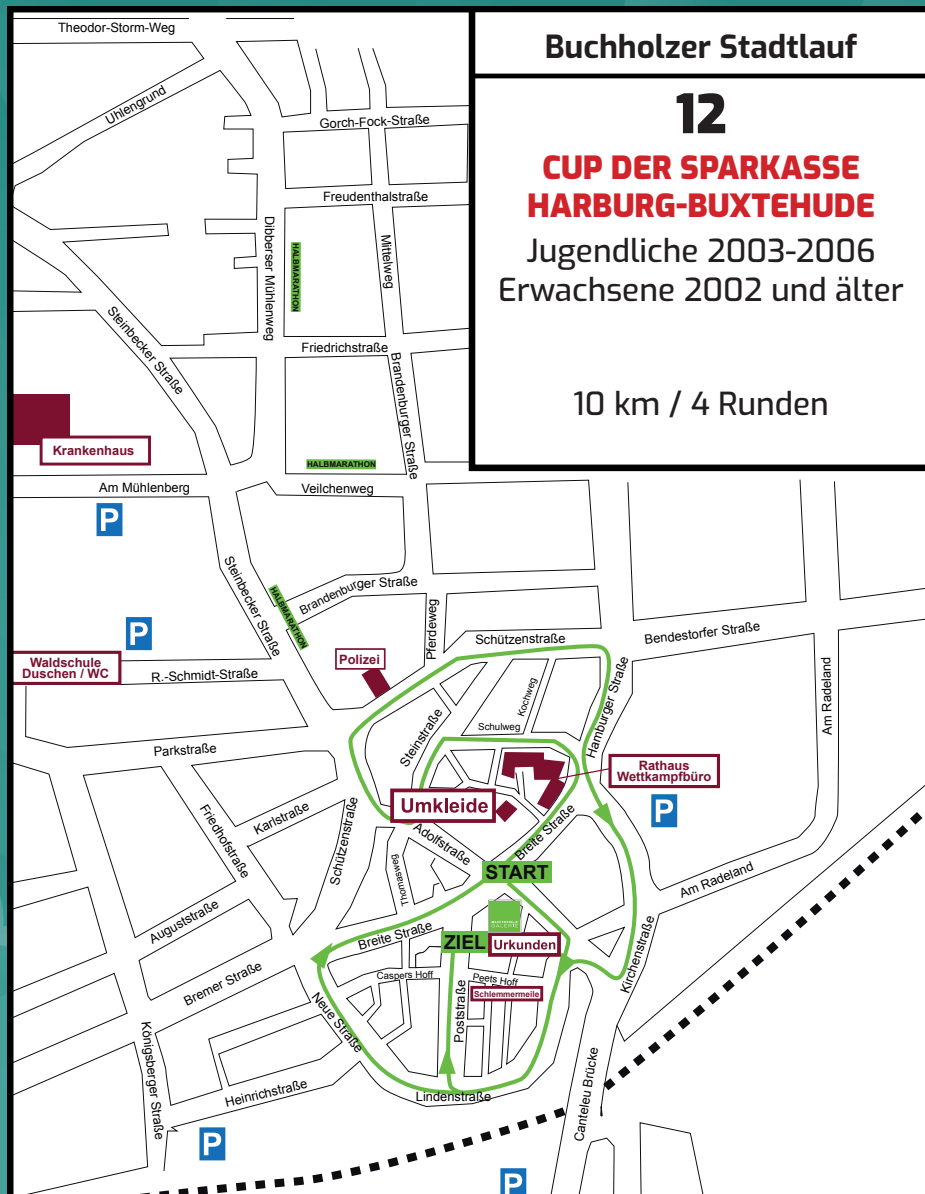 Buchholzer Stadtlauf
12
CUP DER SPARKASSE
HARBURG-BUXTEHUDE
Jugendliche 2003-2006
Erwachsene 2002 und älter
10 km / 4 Runden
Theodor-Storm-Weg
Uhlengrund
Gorch-Fock-Straße
Freudenthalstraße
Dibberser Mühlenweg
HALBMARATHON
Mittelweg
Steinbecker Straße
Friedrichstraße
Brandenburger Straße
Krankenhaus
HALBMARATHON
Am Mühlenberg
Veilchenweg
P
Steinbecker Straße
HALBMARATHON
Brandenburger Straße
Pferdeweg
P
Schützenstraße
Bendestorfer Straße
Waldschule
Duschen / WC
R.-Schmidt-Straße
Polizei
Kochweg
Hamburger Straße
Am Radeland
Steinstraße
Schulweg
Parkstraße
Rathaus
Wettkampfbüro
Umkleide
P
Friedhofstraße
Karlstraße
Schützenstraße
Adolfstraße
Breite Straße
Thomasweg
START
Am Radeland
Auguststraße
BUCHHOLZ
GALERIE
Breite Straße
ZIEL
Urkunden
Kirchenstraße
Bremer Straße
Caspers Hoff
Peets Hoff
Schlemmermeile
Neue Straße
Poststraße
Königsberger Straße
Heinrichstraße
Lindenstraße
Canteleu Brücke
P
P